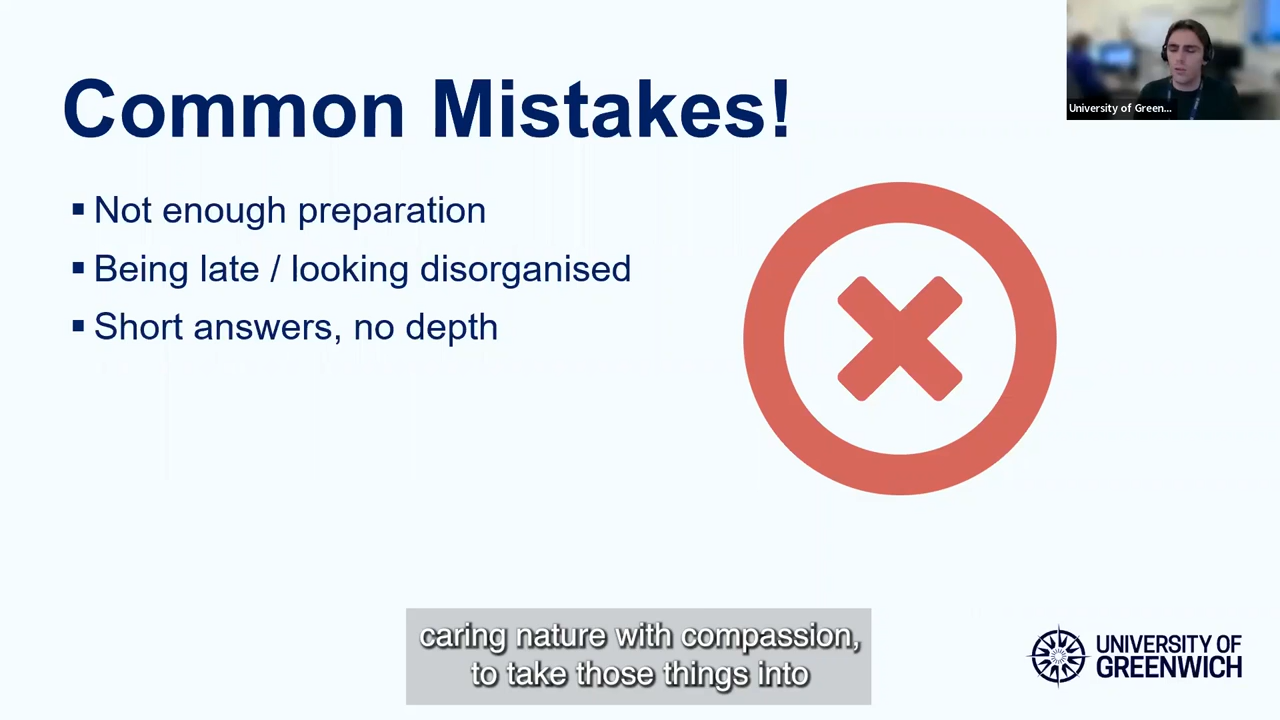 University of Green...
Common Mistakes!
Not enough preparation
Being late / looking disorganised
Short answers, no depth
caring nature with compassion,
to take those things into
UNIVERSITY OF
GREENWICH